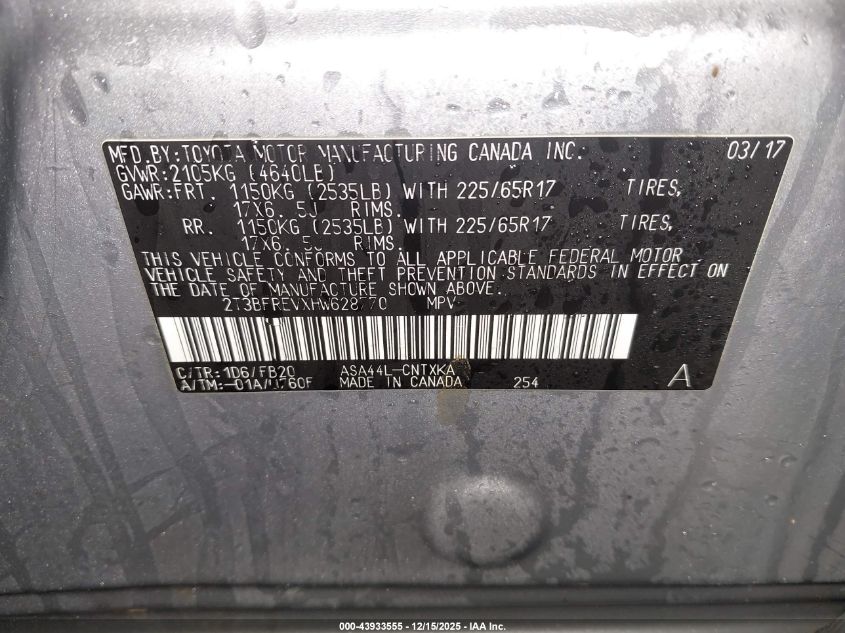 MFD.BY:TOYOTA MOTOR MANUFACTURING CANADA INC. 03/17
GVWR:2105KG (4640LB)
GAWR:FRT. 1150KG (2535LB) WITH 225/65R17 TIRES,
17X6. 5J RIMS.
RR. 1150KG (2535LB) WITH 225/65R17 TIRES,
17X6. 5J RIMS.
THIS VEHICLE CONFORMS TO ALL APPLICABLE FEDERAL MOTOR
VEHICLE SAFETY AND THEFT PREVENTION STANDARDS IN EFFECT ON
THE DATE OF MANUFACTURE SHOWN ABOVE.
2T3BFREVXHW628770 MPV
C/TR:1D6/FB20 ASA44L-CNTXKA
A/TM:-01A/U760F MADE IN CANADA 254 A
000-43933555 - 12/15/2025 - IAA Inc.